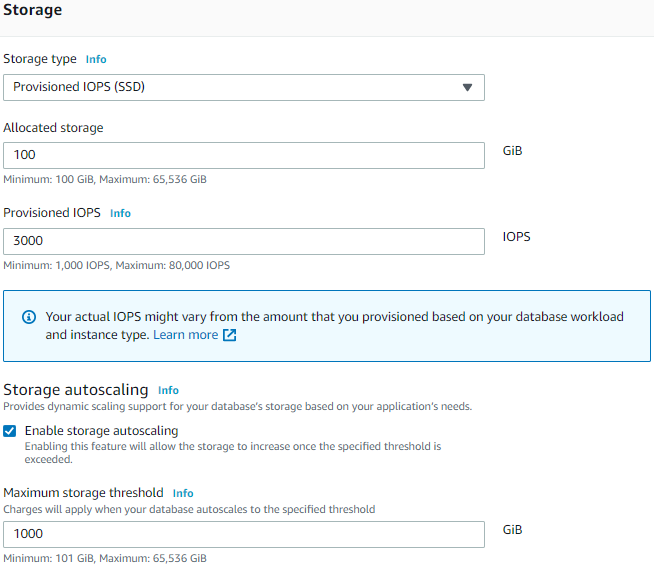 Storage
Storage type Info
Provisioned IOPS (SSD)
Allocated storage
100 GiB
Minimum: 100 GiB, Maximum: 65,536 GiB
Provisioned IOPS Info
3000 IOPS
Minimum: 1,000 IOPS, Maximum: 80,000 IOPS
Your actual IOPS might vary from the amount that you provisioned based on your database workload
and instance type. Learn more
Storage autoscaling Info
Provides dynamic scaling support for your database's storage based on your application's needs.
Enable storage autoscaling
Enabling this feature will allow the storage to increase once the specified threshold is
exceeded.
Maximum storage threshold Info
Charges will apply when your database autoscales to the specified threshold
1000 GiB
Minimum: 101 GiB, Maximum: 65,536 GiB